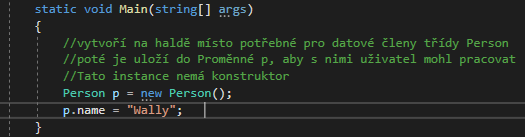 static void Main(string[] args)
{
//vytvoří na haldě místo potřebné pro datové členy třídy Person
//poté je uloží do Proměnné p, aby s nimi uživatel mohl pracovat
//Tato instance nemá konstruktor
Person p = new Person();
p.name = "Wally";
}